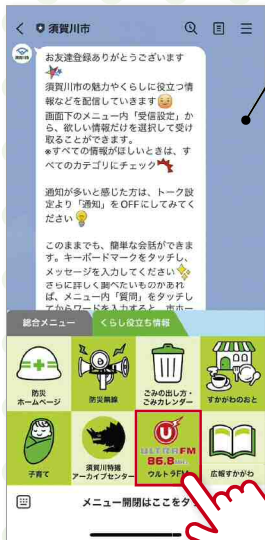 須賀川市
お友達登録ありがとうございます
須賀川市の魅力やくらしに役立つ情
報などを配信していきます
画面下のメニュー内「受信設定」か
ら、欲しい情報だけを選択して受け
取ることができます。
※すべての情報がほしいときは、す
べてのカテゴリにチェック
通知が多いと感じた方は、トーク設
定より「通知」をOFFにしてみてく
ださい
このままでも、簡単な会話ができま
す。キーボードマークをタッチし、
メッセージを入力してください
さらに詳しく調べたいものがあれ
ば、メニュー内「質問」をタッチし
てからワードを入力すると、市ホー
総合メニュー
くらし役立ち情報
防災
ホームページ
防災無線
ごみの出し方・
ごみカレンダー
すかがわのおと
子育て
須賀川特撮
アーカイブセンター
ULTRA FM
86.8
ウルトラFM
広報すかがわ
メニュー開閉はここをタ